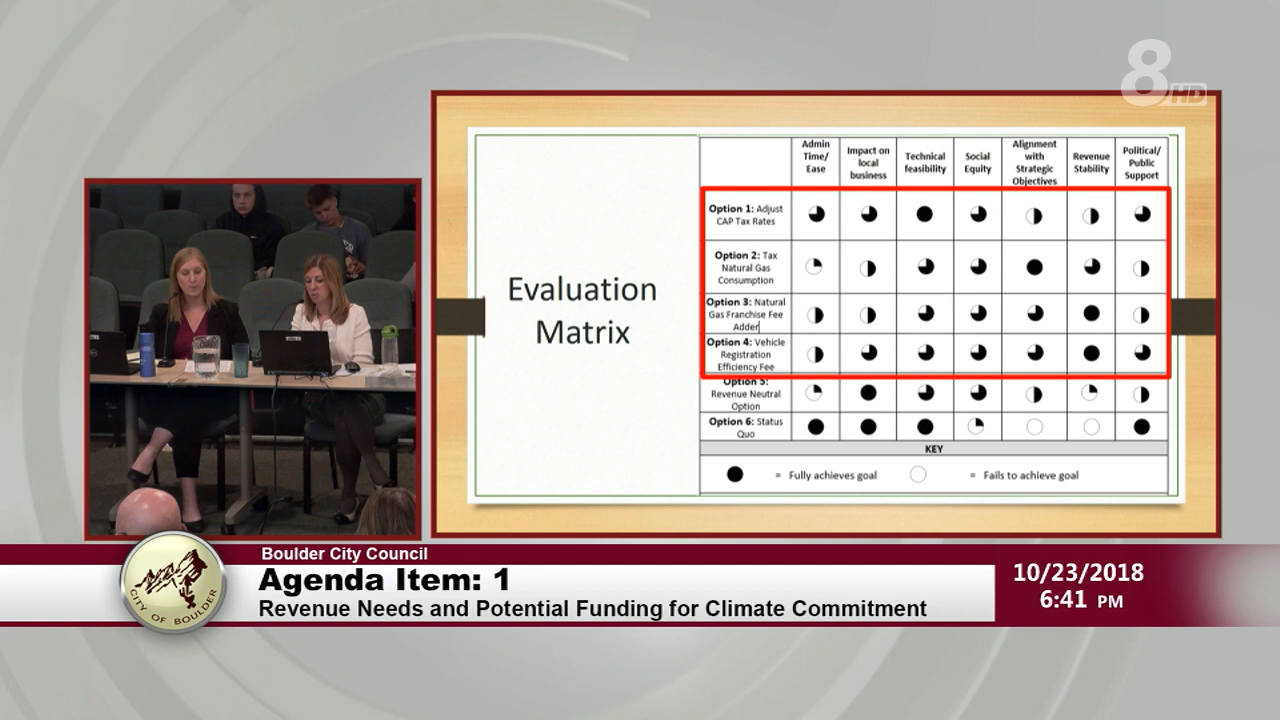 8HD
Evaluation
Matrix
Admin
Time/
Ease
Impact on
local
business
Technical
feasibility
Social
Equity
Alignment
with
Strategic
Objectives
Revenue
Stability
Political/
Public
Support
Option 1: Adjust
CAP Tax Rates
Option 2: Tax
Natural Gas
Consumption
Option 3: Natural
Gas Franchise Fee
Adder
Option 4: Vehicle
Registration
Efficiency Fee
Option 5:
Revenue Neutral
Option
Option 6: Status
Quo
KEY
= Fully achieves goal
= Fails to achieve goal
Boulder City Council
Agenda Item: 1
Revenue Needs and Potential Funding for Climate Commitment
10/23/2018
6:41 PM
CITY OF BOULDER